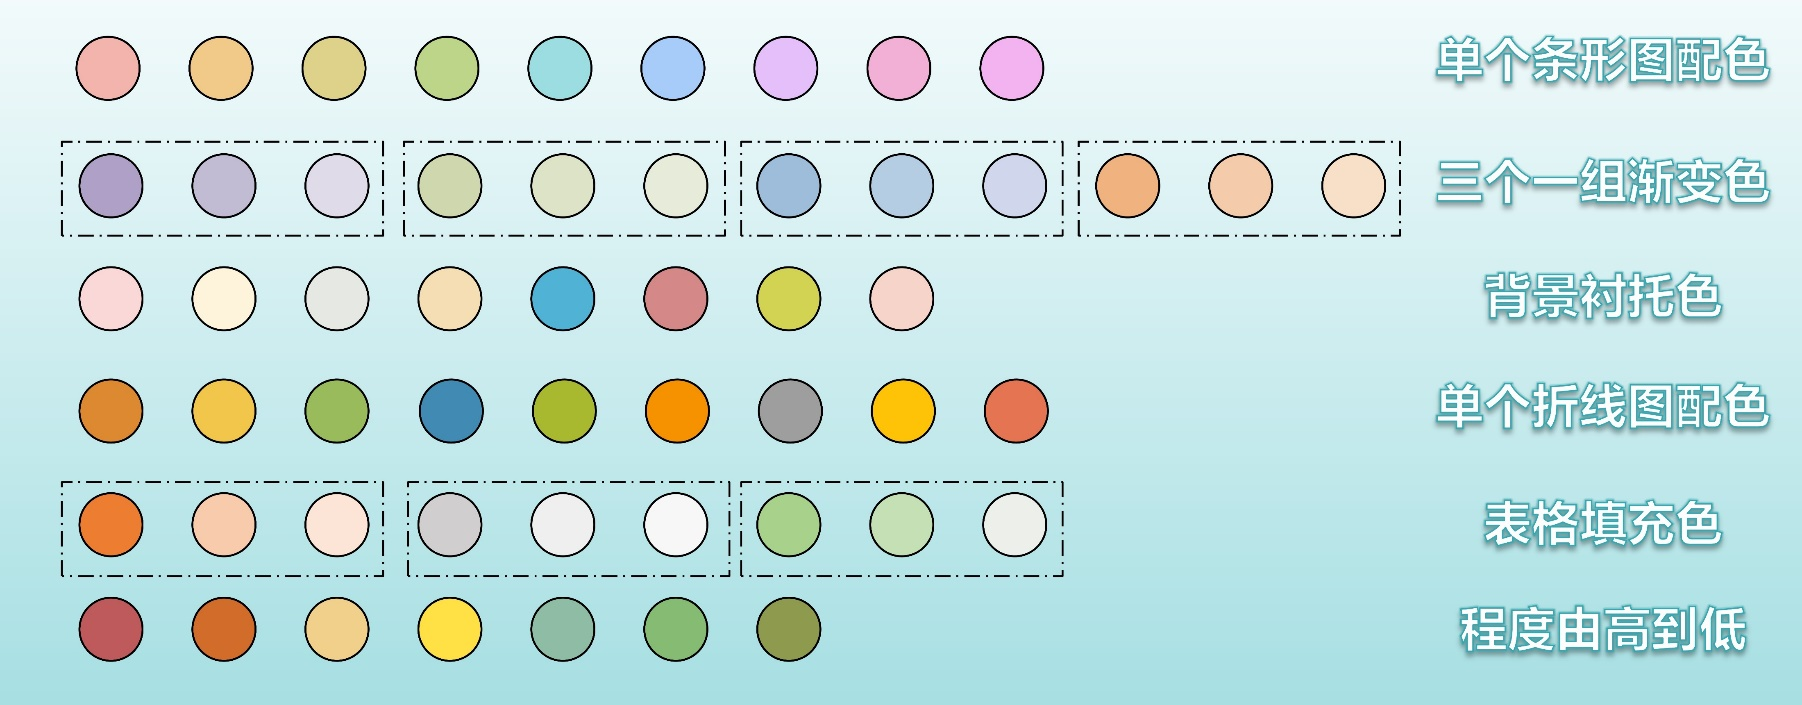 单个条形图配色
三个一组渐变色
背景衬托色
单个折线图配色
表格填充色
程度由高到低